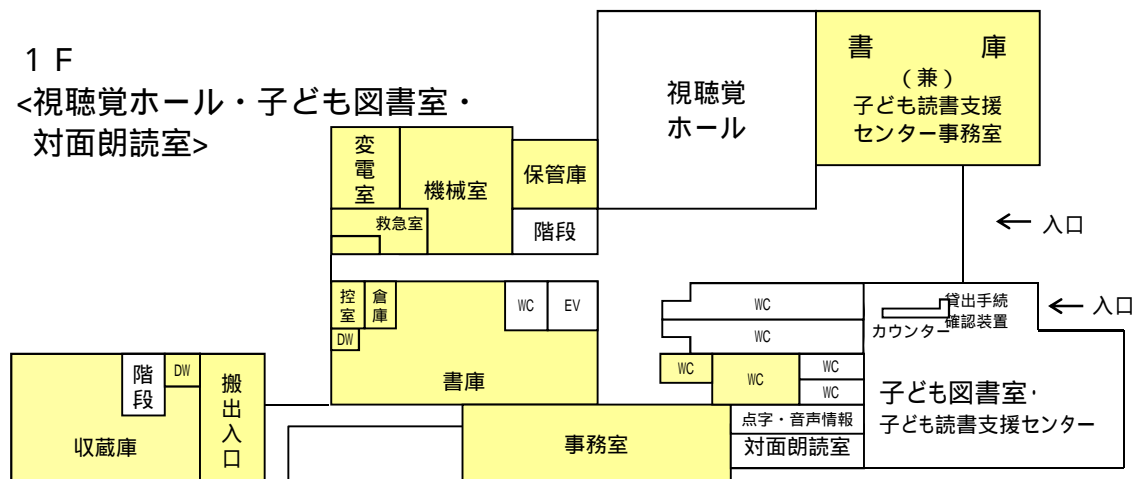 1 F
<視聴覚ホール・子ども図書室・
対面朗読室>
視聴覚
ホール
書 庫
（兼）
子ども読書支援
センター事務室
変電室
機械室
保管庫
救急室
階段
← 入口
控室
倉庫
WC
EV
DW
書庫
WC
WC
WC
WC
WC
WC
カウンター
貸出手続
確認装置
← 入口
子ども図書室・
子ども読書支援センター
点字・音声情報
対面朗読室
事務室
階段
DW
搬出入口
収蔵庫